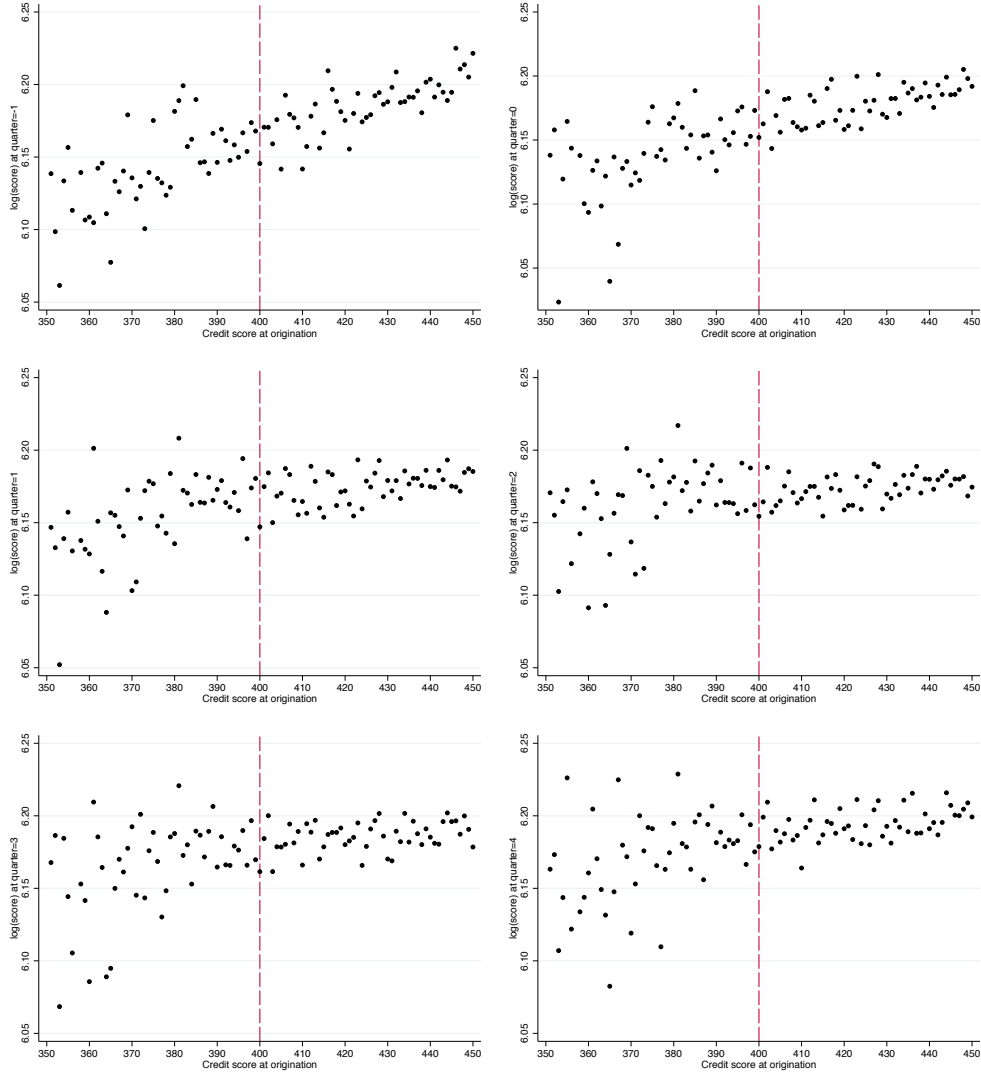 log(score) at quarter=-1
6.25
6.20
6.15
6.10
6.05
350 360 370 380 390 400 410 420 430 440 450
Credit score at origination
log(score) at quarter=0
6.25
6.20
6.15
6.10
6.05
350 360 370 380 390 400 410 420 430 440 450
Credit score at origination
log(score) at quarter=1
6.25
6.20
6.15
6.10
6.05
350 360 370 380 390 400 410 420 430 440 450
Credit score at origination
log(score) at quarter=2
6.25
6.20
6.15
6.10
6.05
350 360 370 380 390 400 410 420 430 440 450
Credit score at origination
log(score) at quarter=3
6.25
6.20
6.15
6.10
6.05
350 360 370 380 390 400 410 420 430 440 450
Credit score at origination
log(score) at quarter=4
6.25
6.20
6.15
6.10
6.05
350 360 370 380 390 400 410 420 430 440 450
Credit score at origination